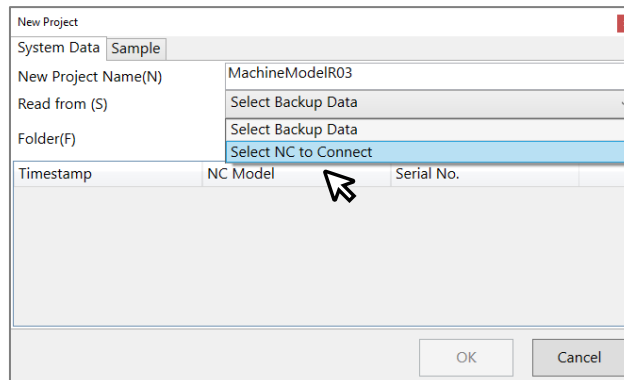 New Project
System Data Sample
New Project Name(N) MachineModelR03
Read from (S) Select Backup Data
Folder(F) Select Backup Data
Select NC to Connect
Timestamp NC Model Serial No.
OK Cancel